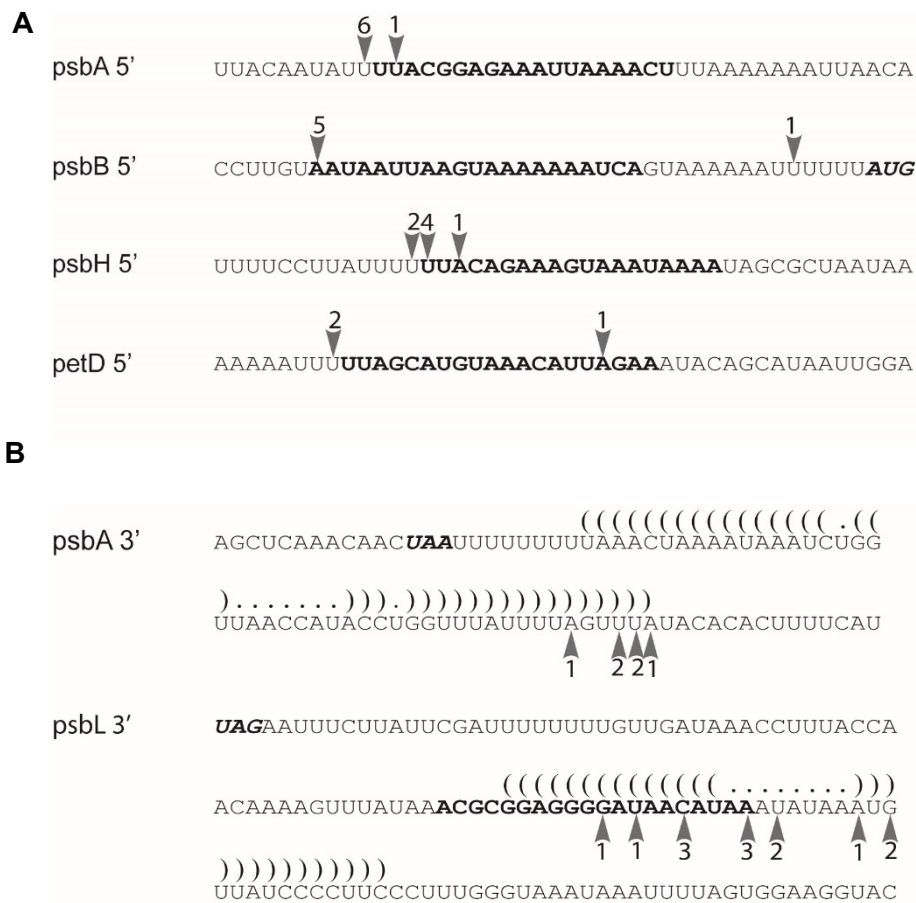 A
6 1
psbA 5' UUACAAUAUUUUACGGAGAAAUUAAAACUUUAAAAAAAUUAACA
5 1
psbB 5' CCUUGUAAUAAUUAAGUAAAAAAAUCAGUAAAAAAUUUUUUAUG
24 1
psbH 5' UUUUCCUUAUUUUUUACAGAAAGUAAAUAAAAUAGCGCUAAUAA
2 1
petD 5' AAAAAUUUUUAGCAUGUAAACAUUAGAAAUACAGCAUAAUUGGA
B
((((((((((((((((.((
psbA 3' AGCUCAAACAACUAAUUUUUUUUUAAACUAAAAUAAAUCUGG
).......))).))))))))))))))))
UUAACCAUACCUGGUUUAUUUUAGUUUAUACACACUUUUCAU
1 2 2 1
psbL 3' UAGAAUUUCUUAUUCGAUUUUUUUUGUUGAUAAACCUUUACCA
((((((((((((((........)))
ACAAAAGUUUAUAAACGCGGAGGGGAUAACAUAAAUAUAAAUG
1 1 3 3 2 1 2
)))))))))))
UUAUCCCCUUCCCUUUGGGUAAAUAAAUUUUAGUGGAAGGUAC